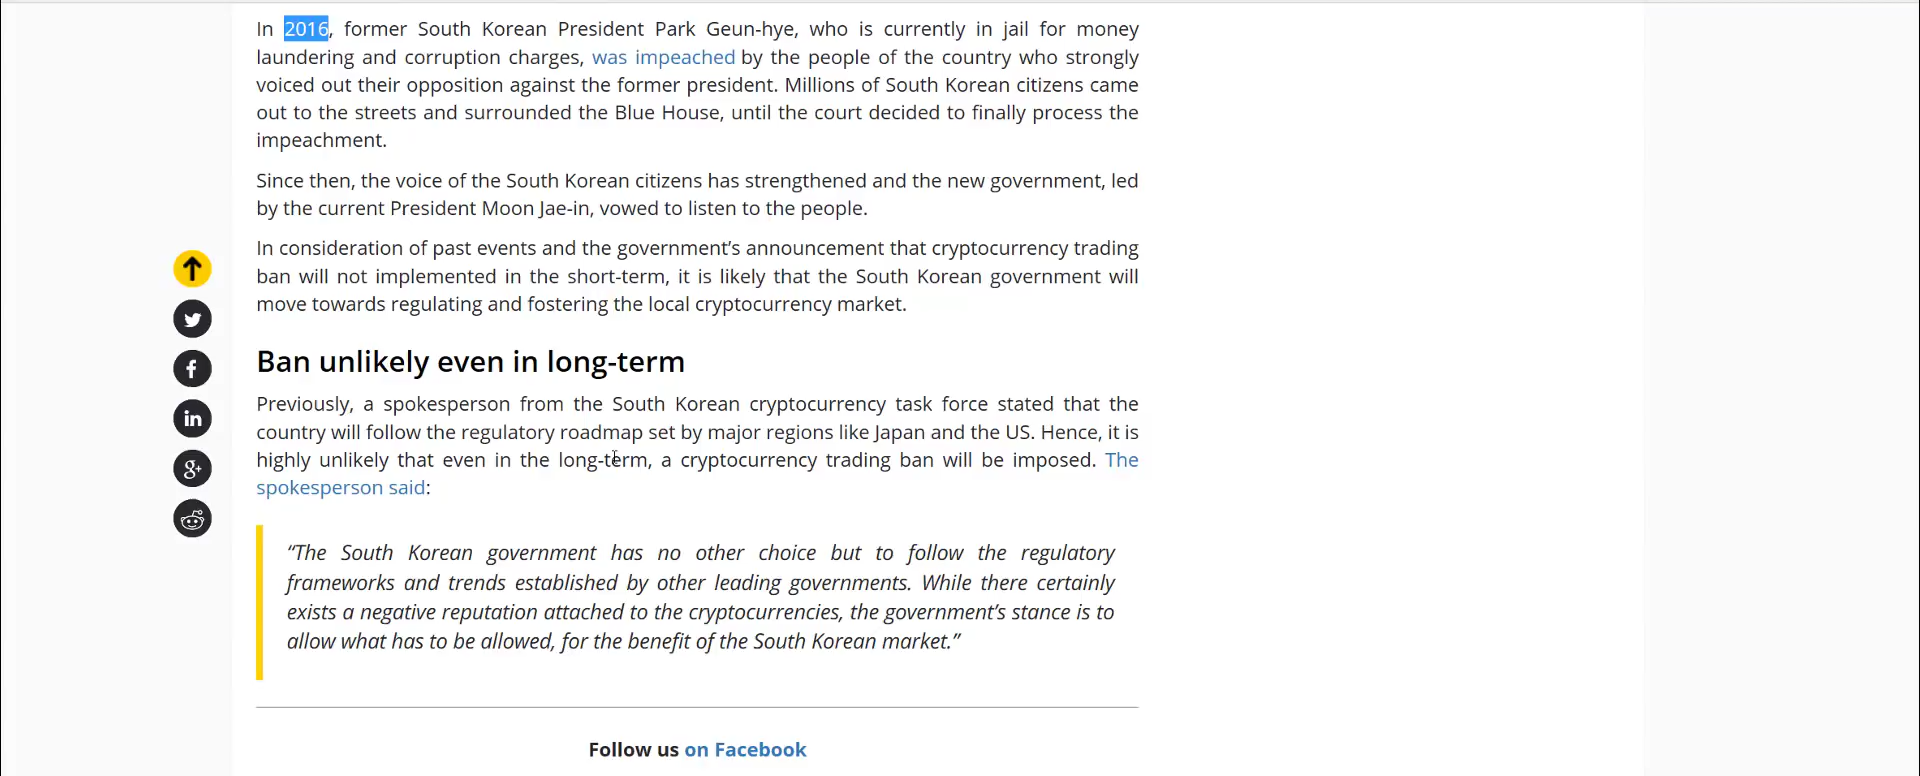 In 2016, former South Korean President Park Geun-hye, who is currently in jail for money
laundering and corruption charges, was impeached by the people of the country who strongly
voiced out their opposition against the former president. Millions of South Korean citizens came
out to the streets and surrounded the Blue House, until the court decided to finally process the
impeachment.
Since then, the voice of the South Korean citizens has strengthened and the new government, led
by the current President Moon Jae-in, vowed to listen to the people.
In consideration of past events and the government’s announcement that cryptocurrency trading
ban will not implemented in the short-term, it is likely that the South Korean government will
move towards regulating and fostering the local cryptocurrency market.
Ban unlikely even in long-term
Previously, a spokesperson from the South Korean cryptocurrency task force stated that the
country will follow the regulatory roadmap set by major regions like Japan and the US. Hence, it is
highly unlikely that even in the long-term, a cryptocurrency trading ban will be imposed. The
spokesperson said:
“The South Korean government has no other choice but to follow the regulatory
frameworks and trends established by other leading governments. While there certainly
exists a negative reputation attached to the cryptocurrencies, the government’s stance is to
allow what has to be allowed, for the benefit of the South Korean market.”
Follow us on Facebook